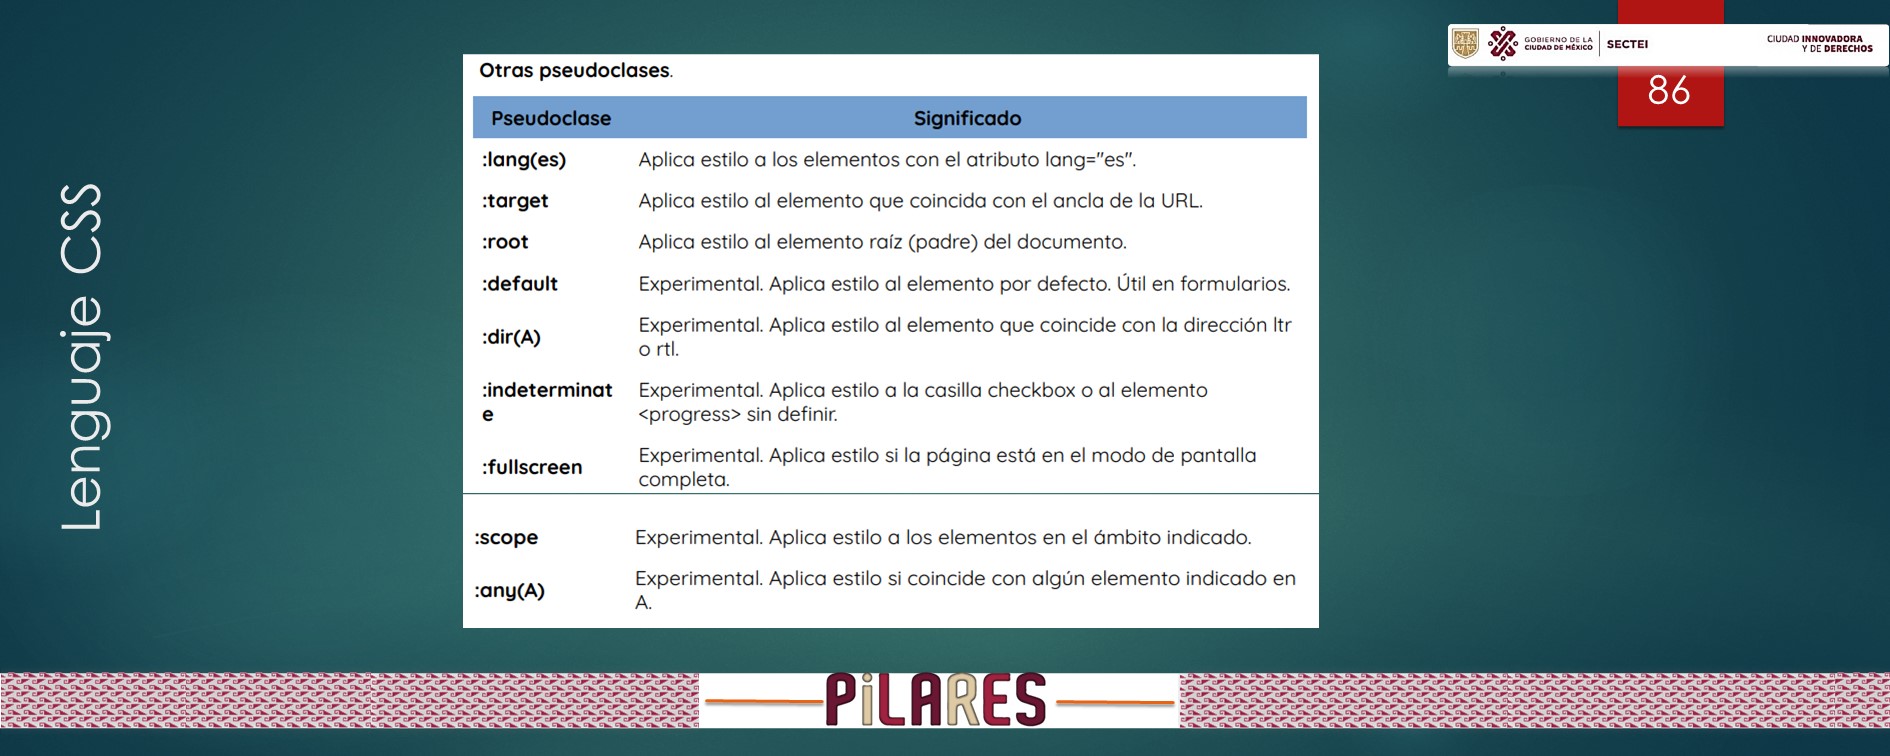 GOBIERNO DE LA
CIUDAD DE MÉXICO
SECTEI
CIUDAD INNOVADORA
Y DE DERECHOS
86
Lenguaje CSS
Otras pseudoclases.
Pseudoclase Significado
:lang(es) Aplica estilo a los elementos con el atributo lang="es".
:target Aplica estilo al elemento que coincida con el ancla de la URL.
:root Aplica estilo al elemento raíz (padre) del documento.
:default Experimental. Aplica estilo al elemento por defecto. Útil en formularios.
:dir(A) Experimental. Aplica estilo al elemento que coincide con la dirección ltr
o rtl.
:indeterminat Experimental. Aplica estilo a la casilla checkbox o al elemento
e <progress> sin definir.
:fullscreen Experimental. Aplica estilo si la página está en el modo de pantalla
completa.
:scope Experimental. Aplica estilo a los elementos en el ámbito indicado.
:any(A) Experimental. Aplica estilo si coincide con algún elemento indicado en
A.
PiLARES